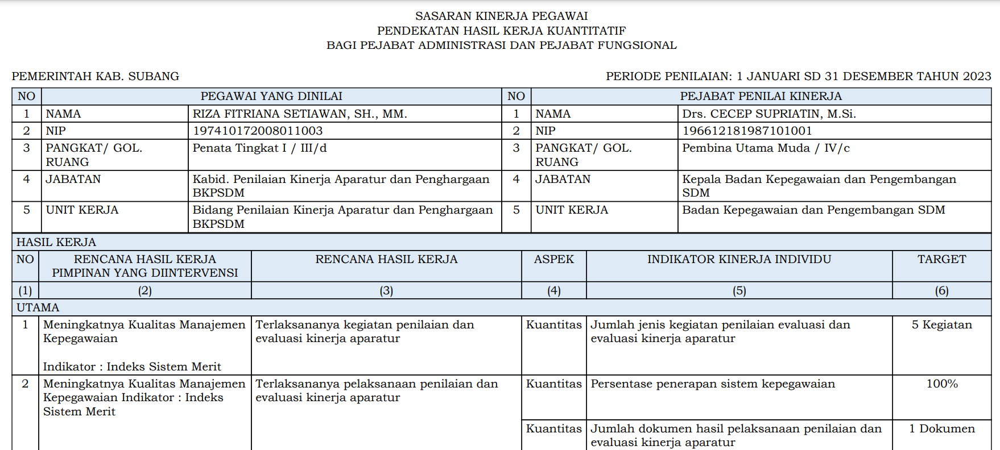 SASARAN KINERJA PEGAWAI
PENDEKATAN HASIL KERJA KUANTITATIF
BAGI PEJABAT ADMINISTRASI DAN PEJABAT FUNGSIONAL
PEMERINTAH KAB. SUBANG
PERIODE PENILAIAN: 1 JANUARI SD 31 DESEMBER TAHUN 2023
NO PEGAWAI YANG DINILAI NO PEJABAT PENILAI KINERJA
1 NAMA RIZA FITRIANA SETIAWAN, SH., MM. 1 NAMA Drs. CECEP SUPRIATIN, M.Si.
2 NIP 197410172008011003 2 NIP 196612181987101001
3 PANGKAT/ GOL. Penata Tingkat I / III/d 3 PANGKAT/ GOL. Pembina Utama Muda / IV/c
RUANG RUANG
4 JABATAN Kabid. Penilaian Kinerja Aparatur dan Penghargaan 4 JABATAN Kepala Badan Kepegawaian dan Pengembangan
BKPSDM SDM
5 UNIT KERJA Bidang Penilaian Kinerja Aparatur dan Penghargaan 5 UNIT KERJA Badan Kepegawaian dan Pengembangan SDM
BKPSDM
HASIL KERJA
NO RENCANA HASIL KERJA RENCANA HASIL KERJA ASPEK INDIKATOR KINERJA INDIVIDU TARGET
PIMPINAN YANG DIINTERVENSI
(1) (2) (3) (4) (5) (6)
UTAMA
1 Meningkatnya Kualitas Manajemen Terlaksananya kegiatan penilaian dan Kuantitas Jumlah jenis kegiatan penilaian evaluasi dan 5 Kegiatan
Kepegawaian evaluasi kinerja aparatur evaluasi kinerja aparatur
Indikator : Indeks Sistem Merit
2 Meningkatnya Kualitas Manajemen Terlaksananya pelaksanaan penilaian dan Kuantitas Persentase penerapan sistem kepegawaian 100%
Kepegawaian Indikator : Indeks evaluasi kinerja aparatur
Sistem Merit
Kuantitas Jumlah dokumen hasil pelaksanaan penilaian dan 1 Dokumen
evaluasi kinerja aparatur